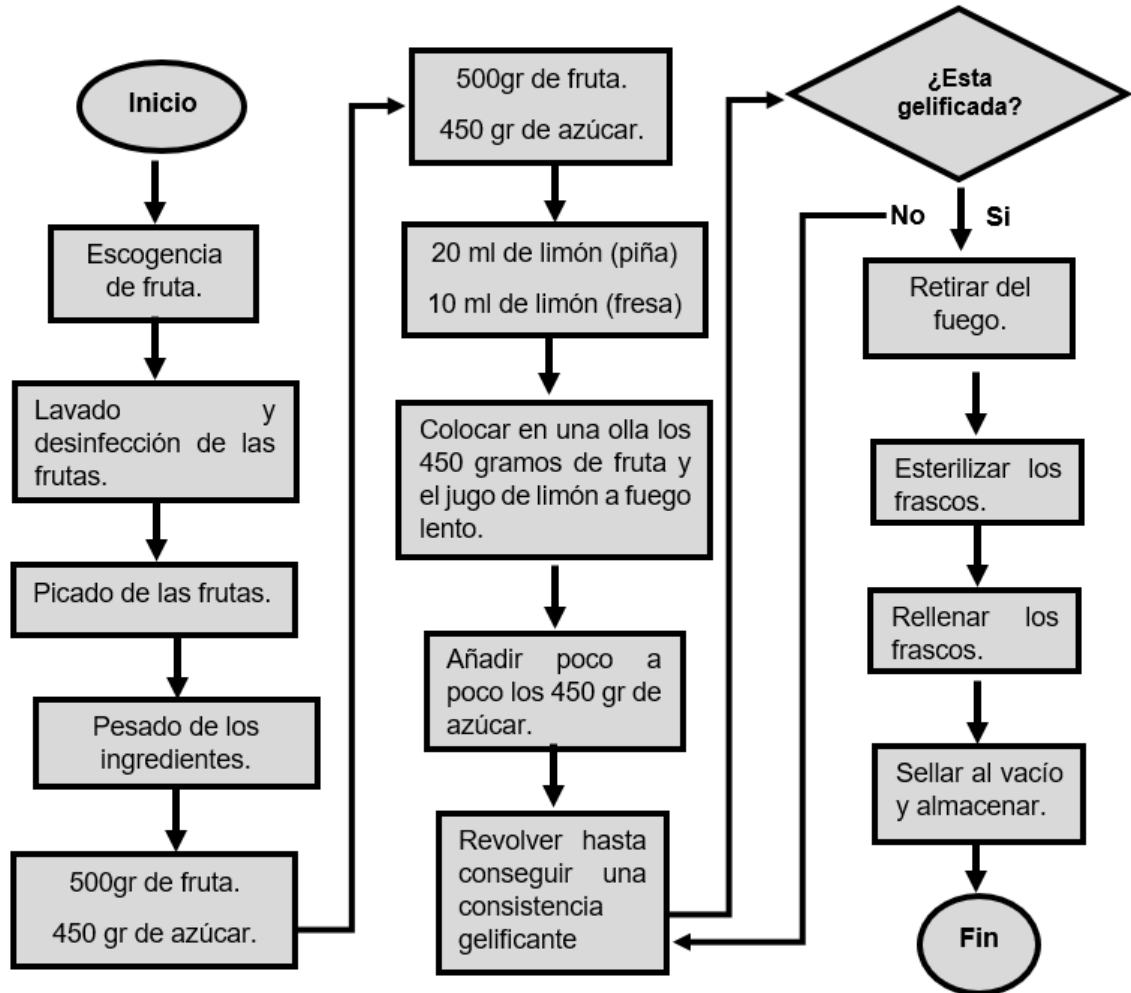 Inicio
Escogencia
de fruta.
Lavado y
desinfección de las
frutas.
Picado de las frutas.
Pesado de los
ingredientes.
500gr de fruta.
450 gr de azúcar.
500gr de fruta.
450 gr de azúcar.
20 ml de limón (piña)
10 ml de limón (fresa)
Colocar en una olla los
450 gramos de fruta y
el jugo de limón a fuego
lento.
Añadir poco a
poco los 450 gr de
azúcar.
Revolver hasta
conseguir una
consistencia
gelificante
¿Esta
gelificada?
No
Si
Retirar del
fuego.
Esterilizar los
frascos.
Rellenar los
frascos.
Sellar al vacío
y almacenar.
Fin